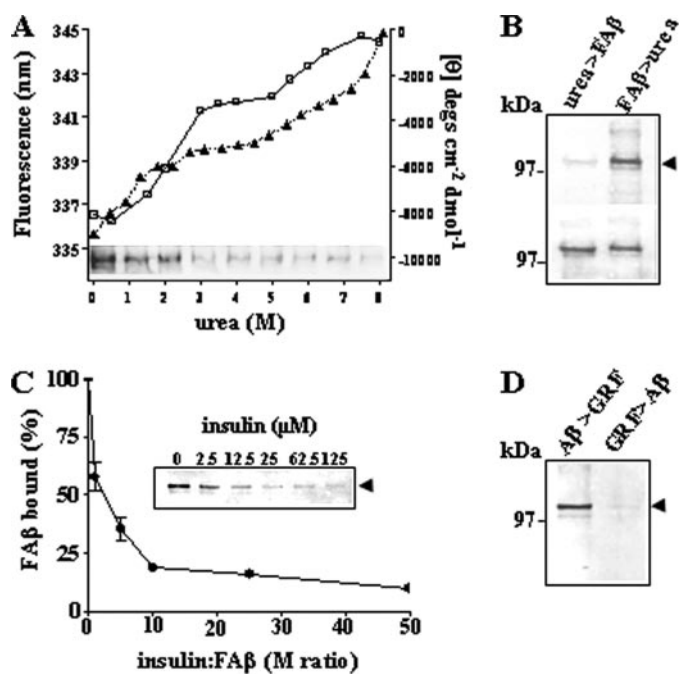 A
345
343
341
339
337
335
Fluorescence (nm)
0
-2000
-4000
-6000
-8000
-10000
[θ] degs cm⁻² dmol⁻¹
0 1 2 3 4 5 6 7 8
urea (M)
B
urea>FAβ
FAβ>urea
kDa
97
97
C
100
75
50
25
0
FAβ bound (%)
insulin (µM)
0 2.5 12.5 25 62.5 125
0 10 20 30 40 50
insulin:FAβ (M ratio)
D
Aβ>GRF
GRF>Aβ
kDa
97